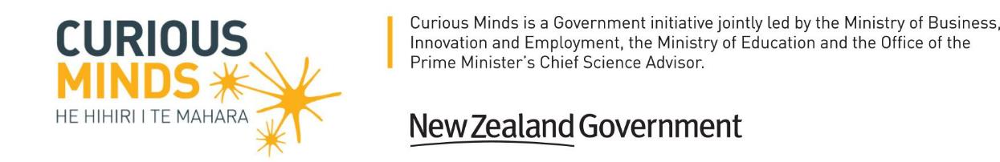 CURIOUS
MINDS
HE HIHIRI I TE MAHARA
Curious Minds is a Government initiative jointly led by the Ministry of Business,
Innovation and Employment, the Ministry of Education and the Office of the
Prime Minister's Chief Science Advisor.
New Zealand Government